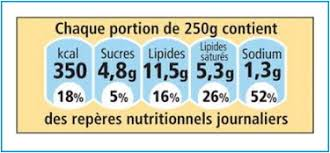 Chaque portion de 250g contient
kcal Sucres Lipides Lipides saturés Sodium
350 4,8g 11,5g 5,3g 1,3g
18% 5% 16% 26% 52%
des repères nutritionnels journaliers